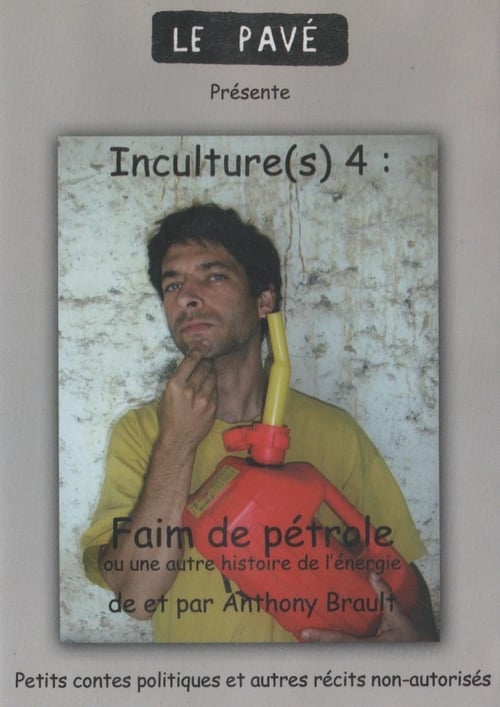 LE PAVÉ
Présente
Inculture(s) 4 :
Faim de pétrole
ou une autre histoire de l'énergie
de et par Anthony Brault
Petits contes politiques et autres récits non-autorisés